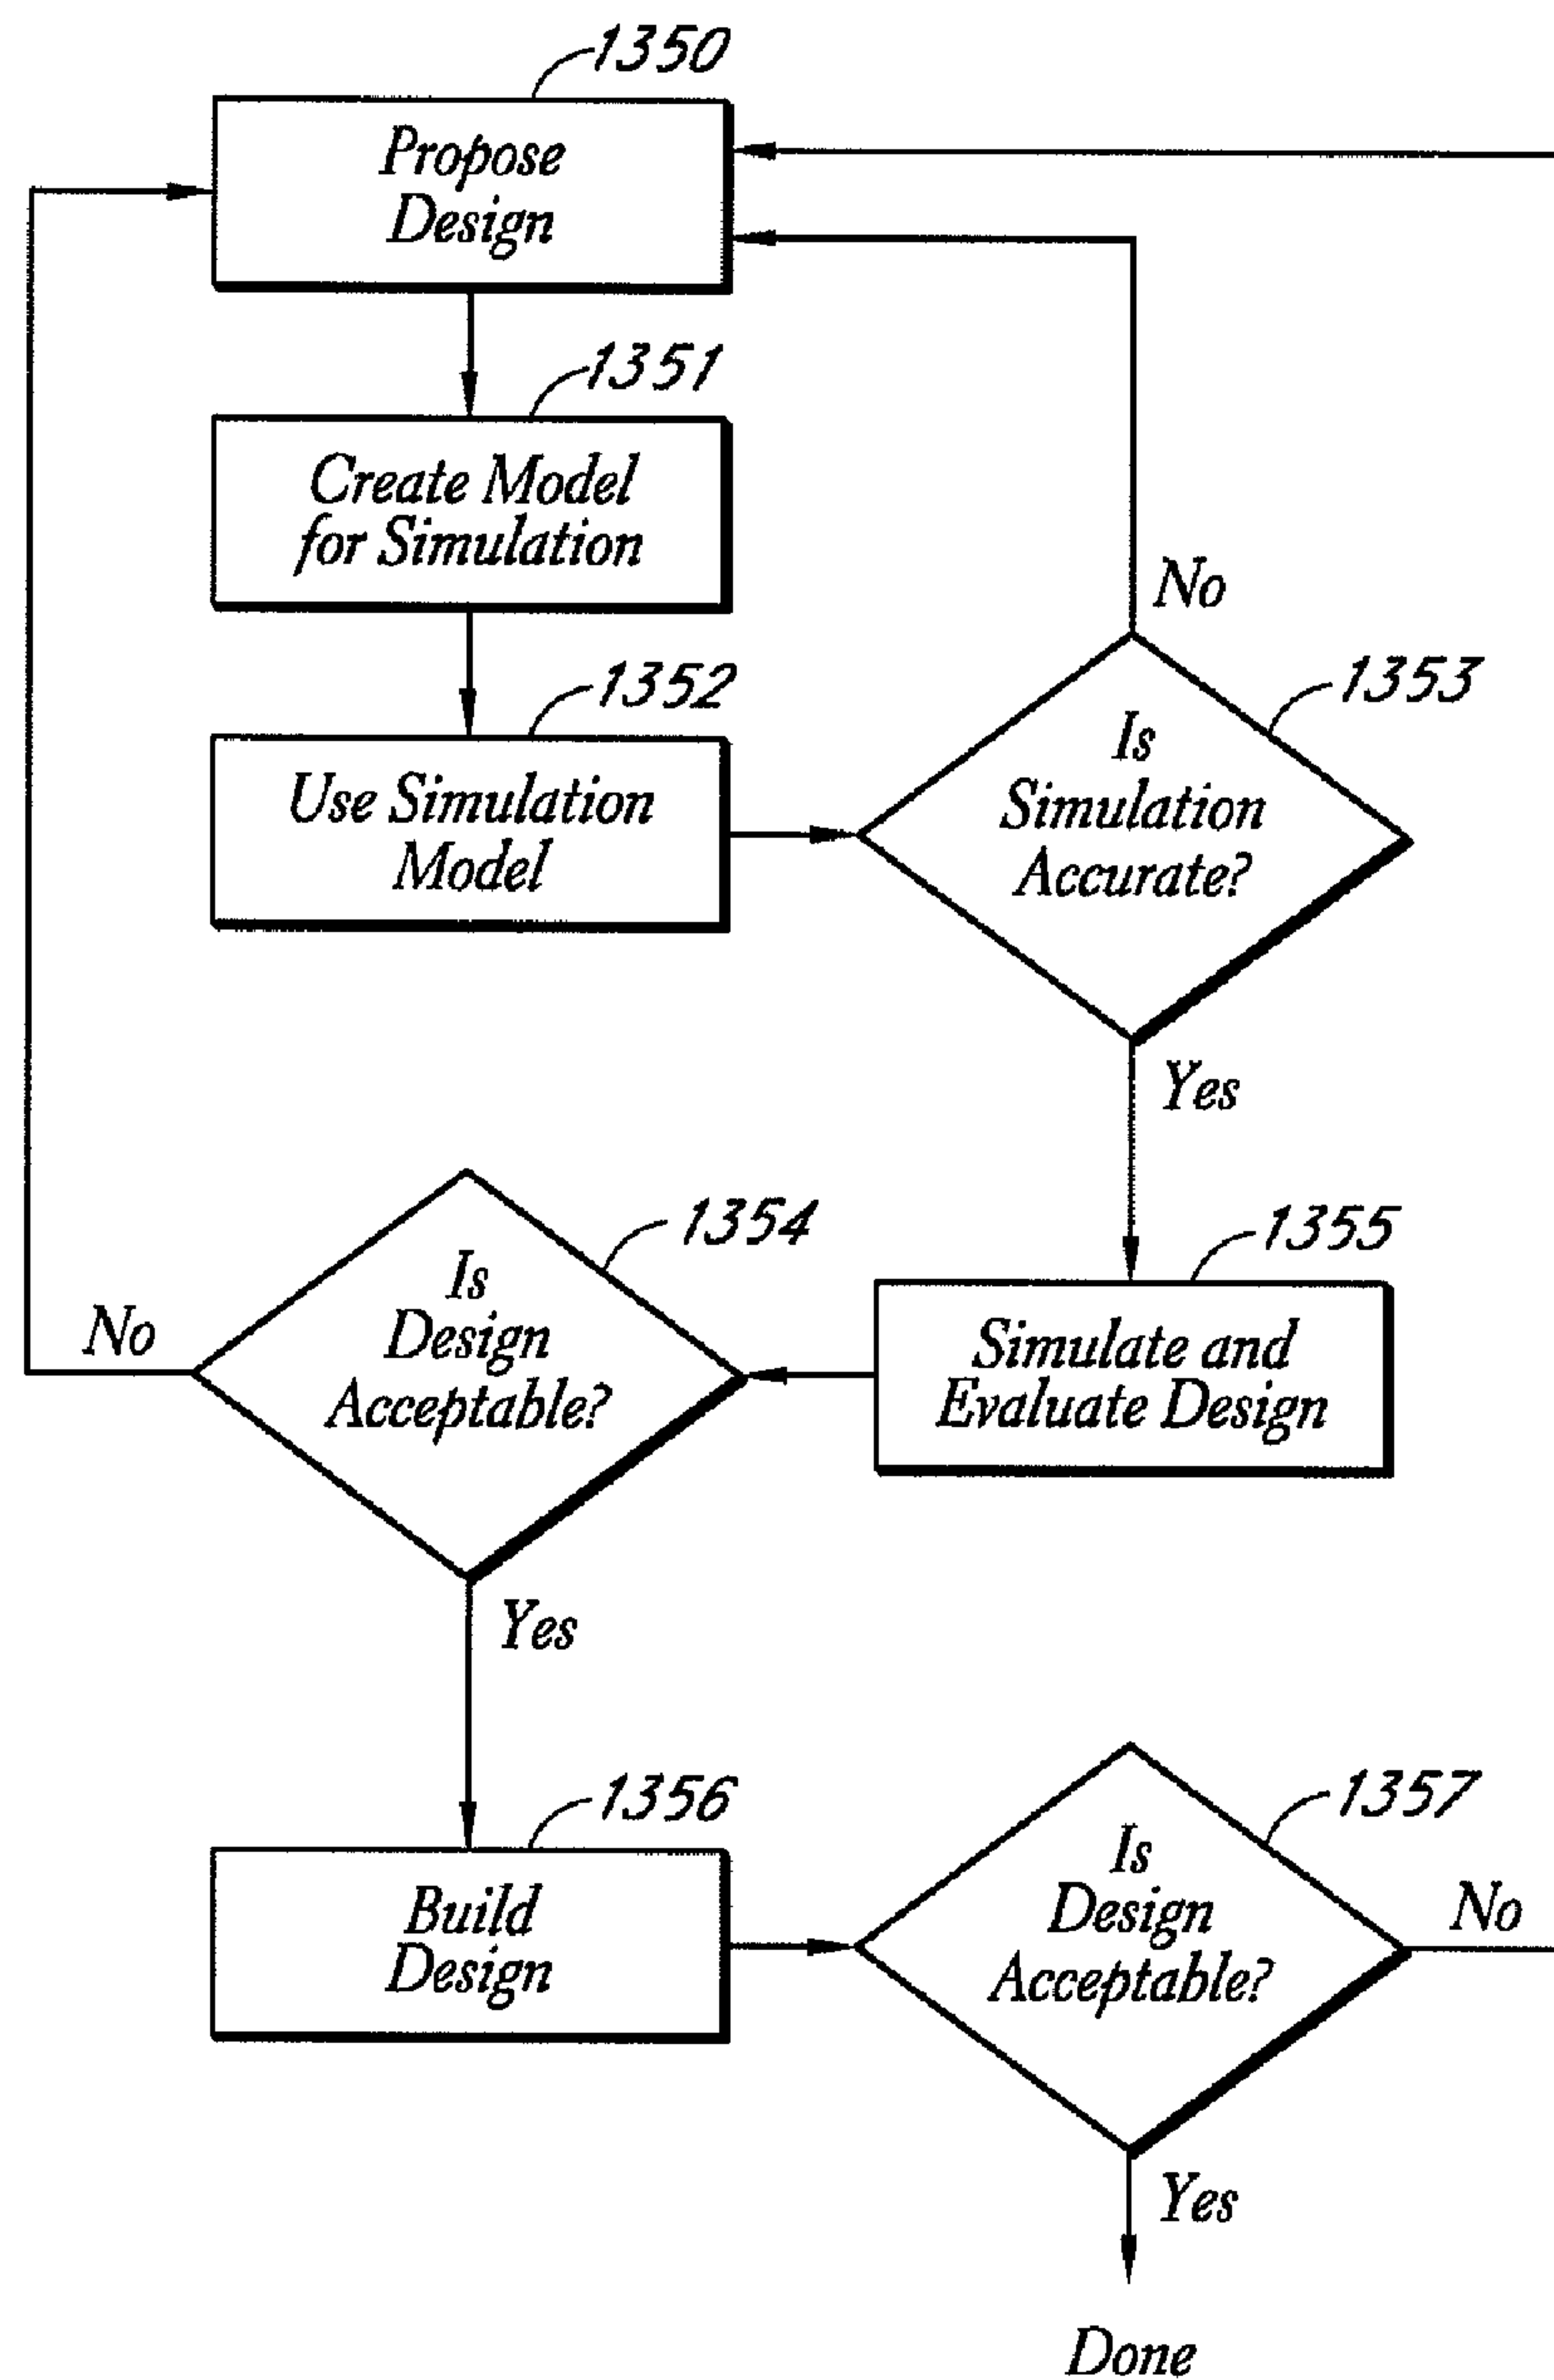 1350
Propose
Design
1351
Create Model
for Simulation
1352
Use Simulation
Model
No
1353
Is
Simulation
Accurate?
Yes
1354
Is
Design
Acceptable?
No
1355
Simulate and
Evaluate Design
Yes
1356
Build
Design
1357
Is
Design
Acceptable?
No
Yes
Done